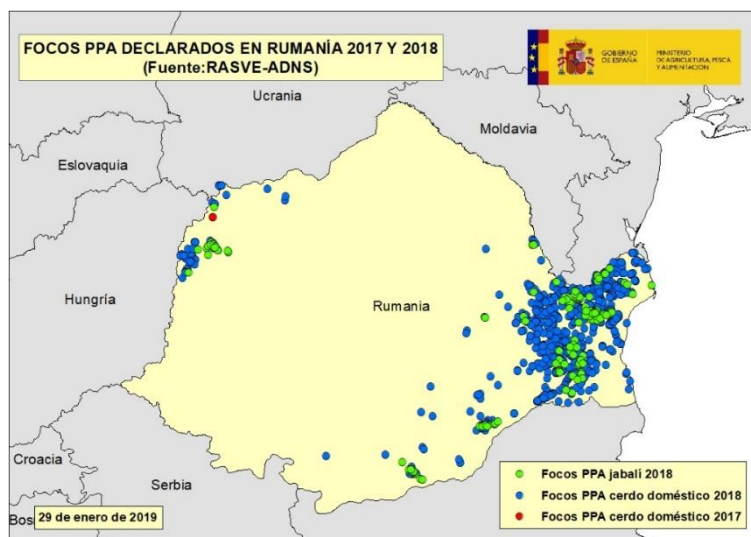 FOCOS PPA DECLARADOS EN RUMANÍA 2017 Y 2018
(Fuente:RASVE-ADNS)
GOBIERNO
DE ESPAÑA
MINISTERIO
DE AGRICULTURA, PESCA
Y ALIMENTACIÓN
Ucrania
Moldavia
Eslovaquia
Hungría
Rumania
Croacia
Serbia
Bos
Focos PPA jabalí 2018
Focos PPA cerdo doméstico 2018
Focos PPA cerdo doméstico 2017
29 de enero de 2019